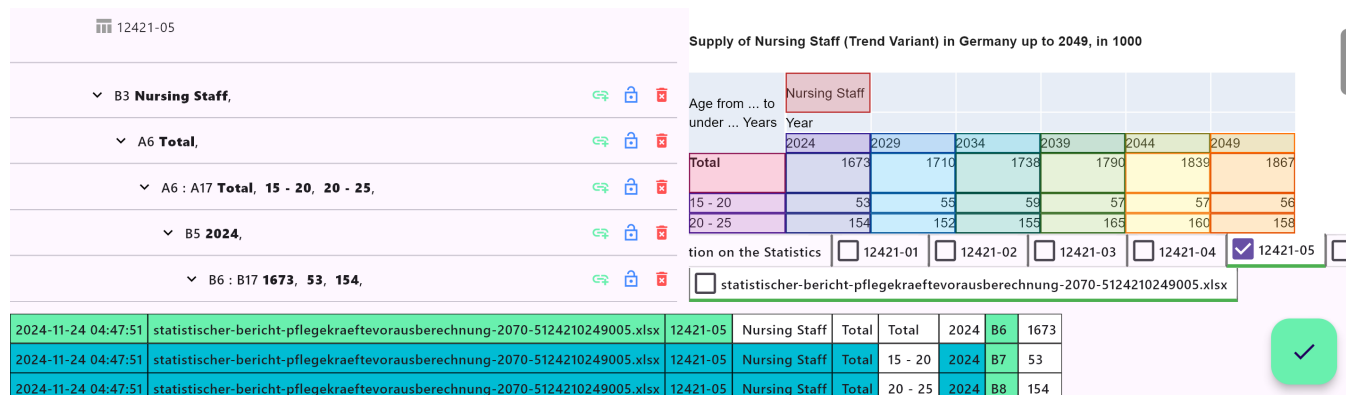 12421-05
B3 Nursing Staff,
A6 Total,
A6 : A17 Total, 15 - 20, 20 - 25,
B5 2024,
B6 : B17 1673, 53, 154,
Supply of Nursing Staff (Trend Variant) in Germany up to 2049, in 1000
Age from ... to
under ... Years
Nursing Staff
Year
2024 2029 2034 2039 2044 2049
Total 1673 1710 1738 1790 1839 1867
15 - 20 53 55 59 57 57 56
20 - 25 154 152 155 165 160 158
tion on the Statistics 12421-01 12421-02 12421-03 12421-04 12421-05
statistischer-bericht-pflegekraeftevorausberechnung-2070-5124210249005.xlsx
2024-11-24 04:47:51 statistischer-bericht-pflegekraeftevorausberechnung-2070-5124210249005.xlsx 12421-05 Nursing Staff Total Total 2024 B6 1673
2024-11-24 04:47:51 statistischer-bericht-pflegekraeftevorausberechnung-2070-5124210249005.xlsx 12421-05 Nursing Staff Total 15 - 20 2024 B7 53
2024-11-24 04:47:51 statistischer-bericht-pflegekraeftevorausberechnung-2070-5124210249005.xlsx 12421-05 Nursing Staff Total 20 - 25 2024 B8 154